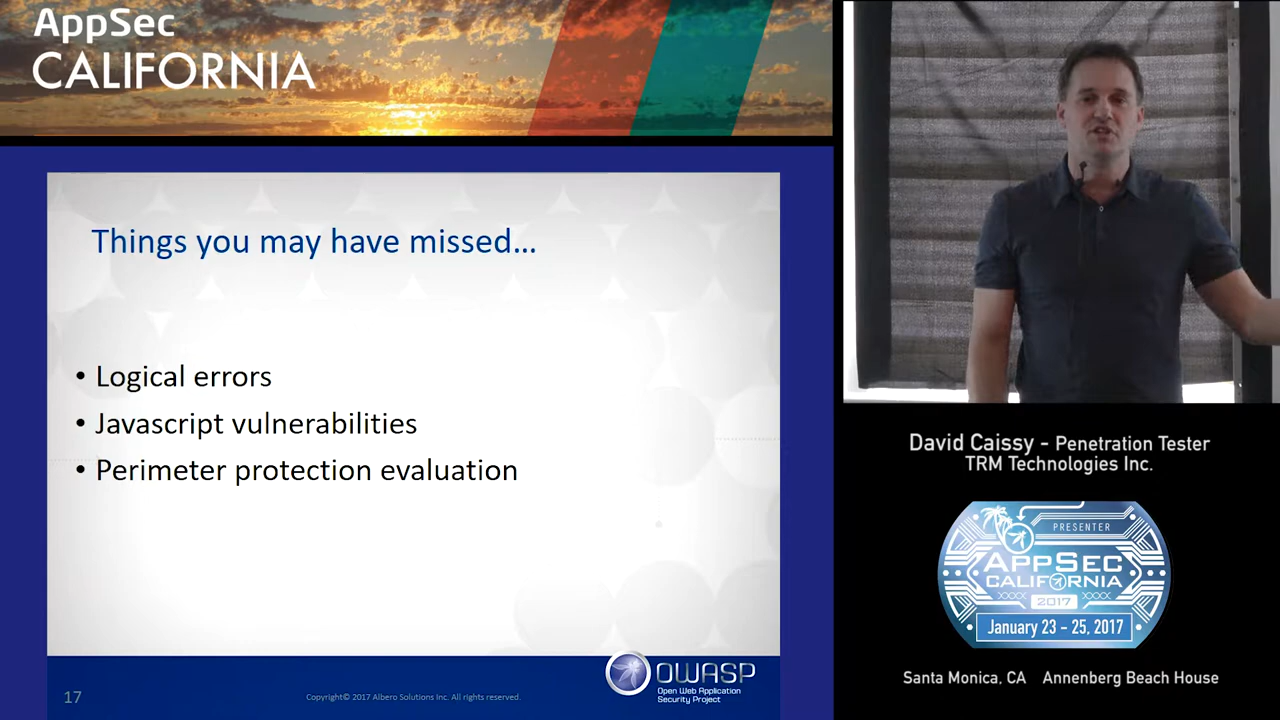 AppSec
CALIFORNIA
Things you may have missed...
• Logical errors
• Javascript vulnerabilities
• Perimeter protection evaluation
17
Copyright© 2017 Albero Solutions Inc. All rights reserved.
OWASP
Open Web Application
Security Project
David Caissy - Penetration Tester
TRM Technologies Inc.
PRESENTER
APPSEC
CALIFORNIA
2017
January 23 - 25, 2017
Santa Monica, CA Annenberg Beach House